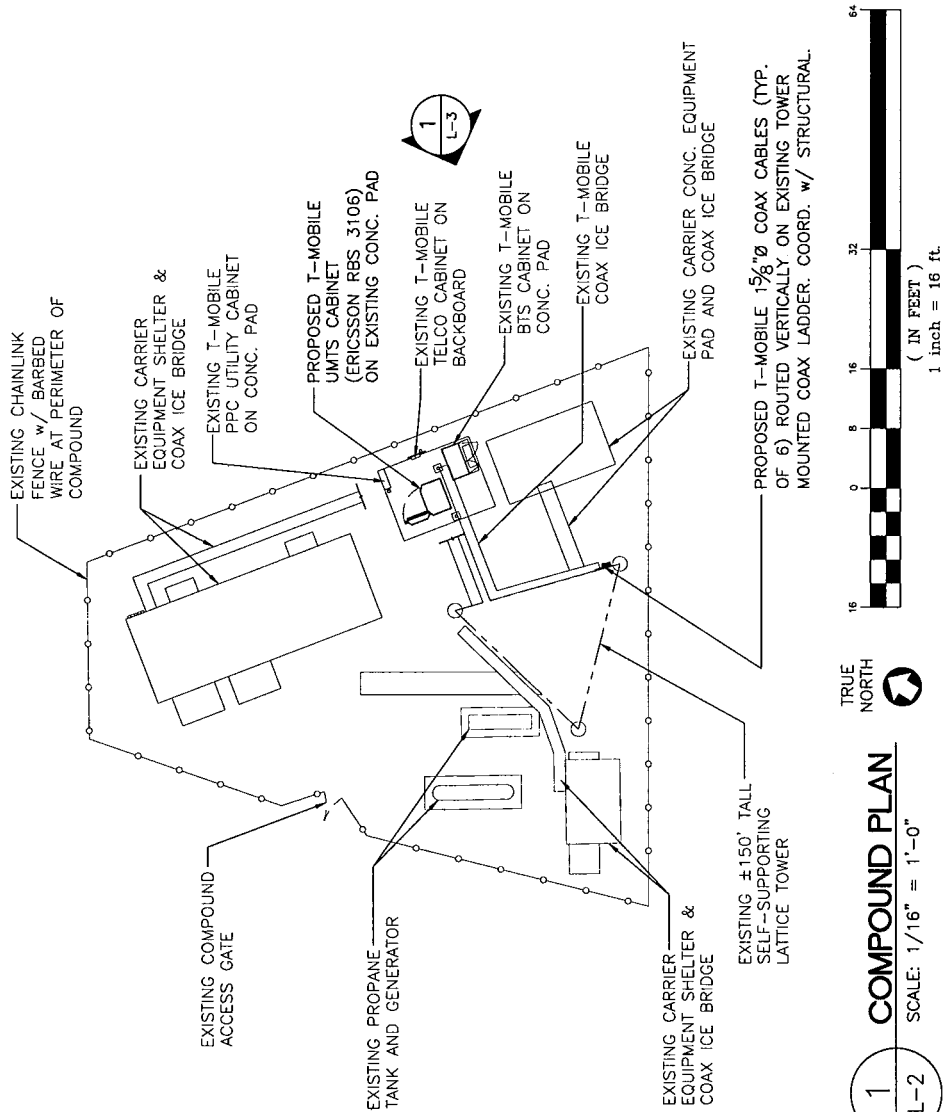 EXISTING CHAINLINK
FENCE w/ BARBED
WIRE AT PERIMETER OF
COMPOUND
EXISTING CARRIER
EQUIPMENT SHELTER &
COAX ICE BRIDGE
EXISTING T-MOBILE
PPC UTILITY CABINET
ON CONC. PAD
PROPOSED T-MOBILE
UMTS CABINET
(ERICSSON RBS 3106)
ON EXISTING CONC. PAD
1
L-3
EXISTING T-MOBILE
TELCO CABINET ON
BACKBOARD
EXISTING T-MOBILE
BTS CABINET ON
CONC. PAD
EXISTING T-MOBILE
COAX ICE BRIDGE
EXISTING CARRIER CONC. EQUIPMENT
PAD AND COAX ICE BRIDGE
PROPOSED T-MOBILE 1⅝"Ø COAX CABLES (TYP.
OF 6) ROUTED VERTICALLY ON EXISTING TOWER
MOUNTED COAX LADDER. COORD. w/ STRUCTURAL.
EXISTING COMPOUND
ACCESS GATE
EXISTING PROPANE
TANK AND GENERATOR
EXISTING CARRIER
EQUIPMENT SHELTER &
COAX ICE BRIDGE
EXISTING ±150' TALL
SELF-SUPPORTING
LATTICE TOWER
1
L-2
COMPOUND PLAN
SCALE: 1/16" = 1'-0"
TRUE
NORTH
16 0 8 16 32 64
( IN FEET )
1 inch = 16 ft.